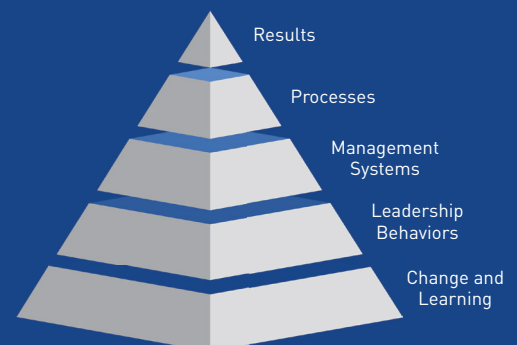 Results
Processes
Management
Systems
Leadership
Behaviors
Change and
Learning